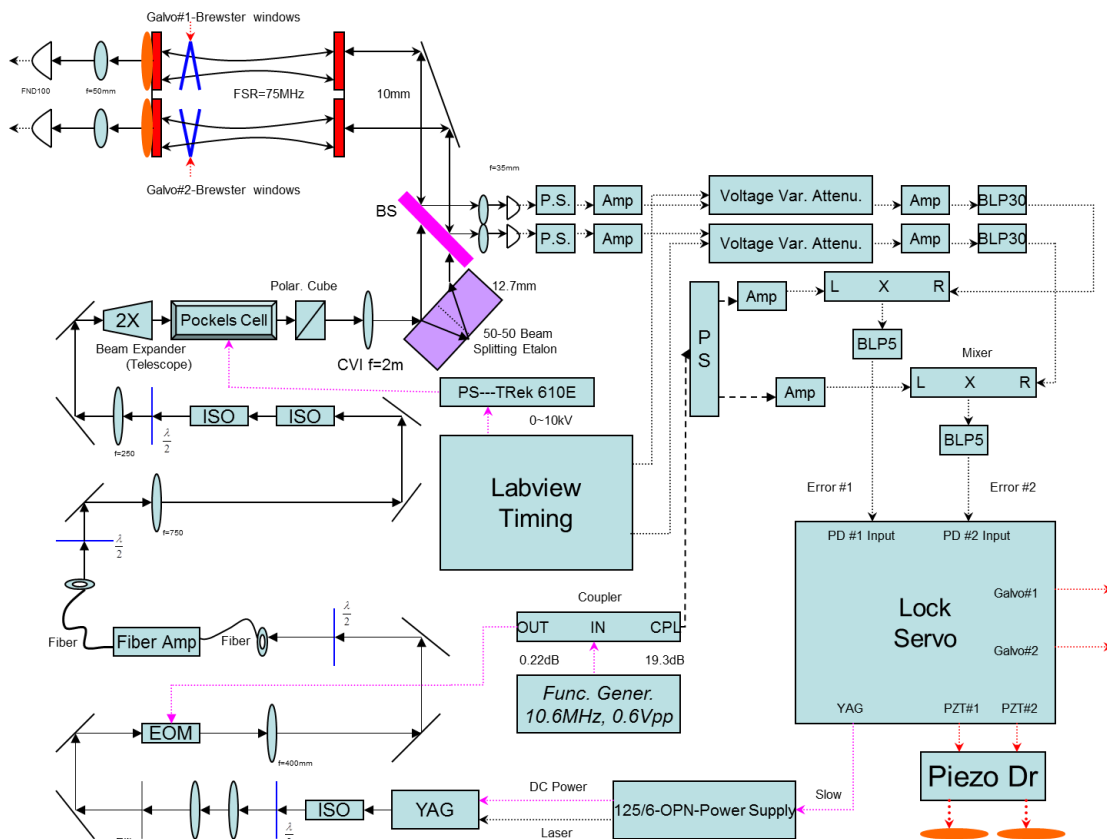 Galvo#1-Brewster windows
FND100
f=50mm
FSR=75MHz
10mm
Galvo#2-Brewster windows
f=35mm
BS
P.S.
Amp
Voltage Var. Attenu.
Amp
BLP30
P.S.
Amp
Voltage Var. Attenu.
Amp
BLP30
12.7mm
Polar. Cube
2X
Pockels Cell
50-50 Beam
Splitting Etalon
Beam Expander
(Telescope)
CVI f=2m
P
S
Amp
L X R
BLP5
Mixer
Amp
L X R
BLP5
PS---TRek 610E
0~10kV
ISO
ISO
λ
2
f=250
Labview
Timing
Error #1
Error #2
f=750
λ
2
PD #1 Input
PD #2 Input
Galvo#1
Lock
Servo
Galvo#2
YAG
PZT#1
PZT#2
Coupler
OUT IN CPL
0.22dB
19.3dB
Func. Gener.
10.6MHz, 0.6Vpp
Fiber
Fiber Amp
Fiber
λ
2
EOM
f=400mm
Piezo Dr
Slow
DC Power
125/6-OPN-Power Supply
Laser
YAG
ISO
λ